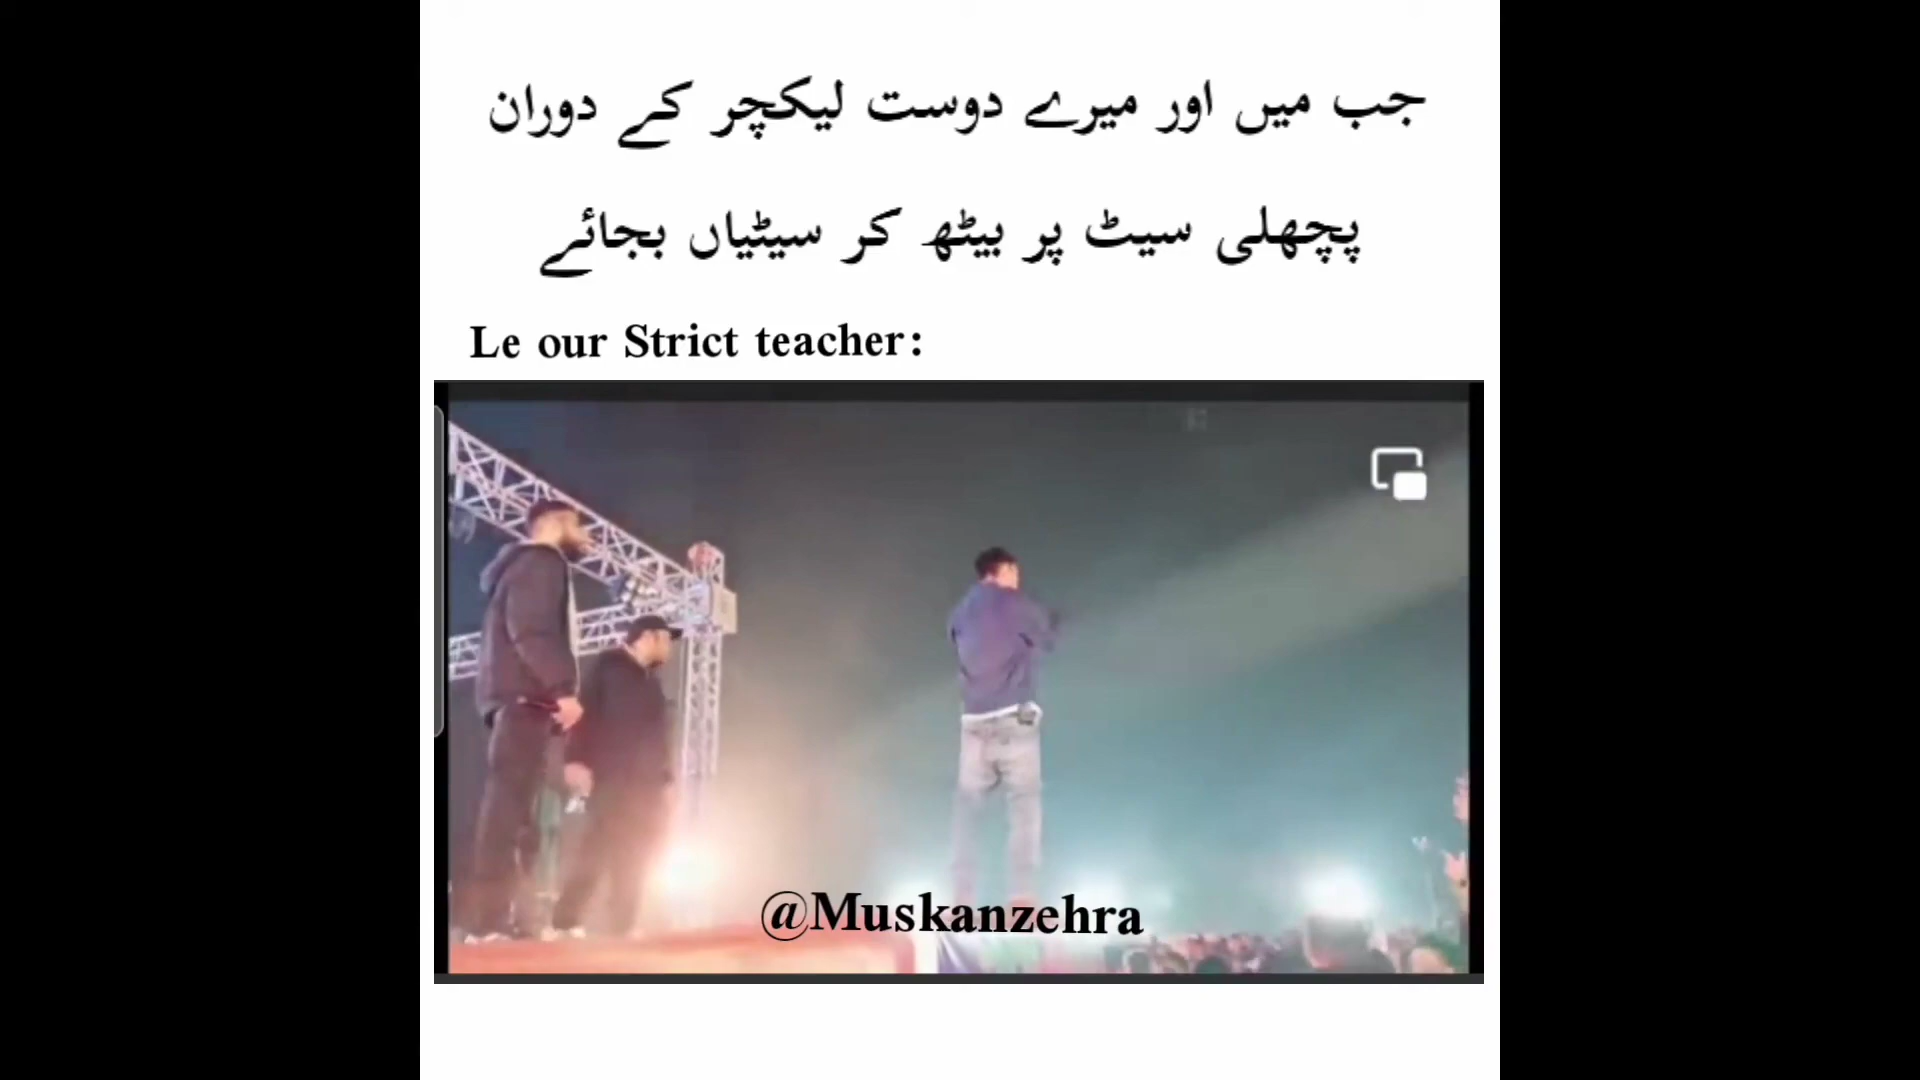 جب میں اور میرے دوست لیکچر کے دوران
پچھلی سیٹ پر بیٹھ کر سیٹیاں بجائے
Le our Strict teacher:
@Muskanzehra